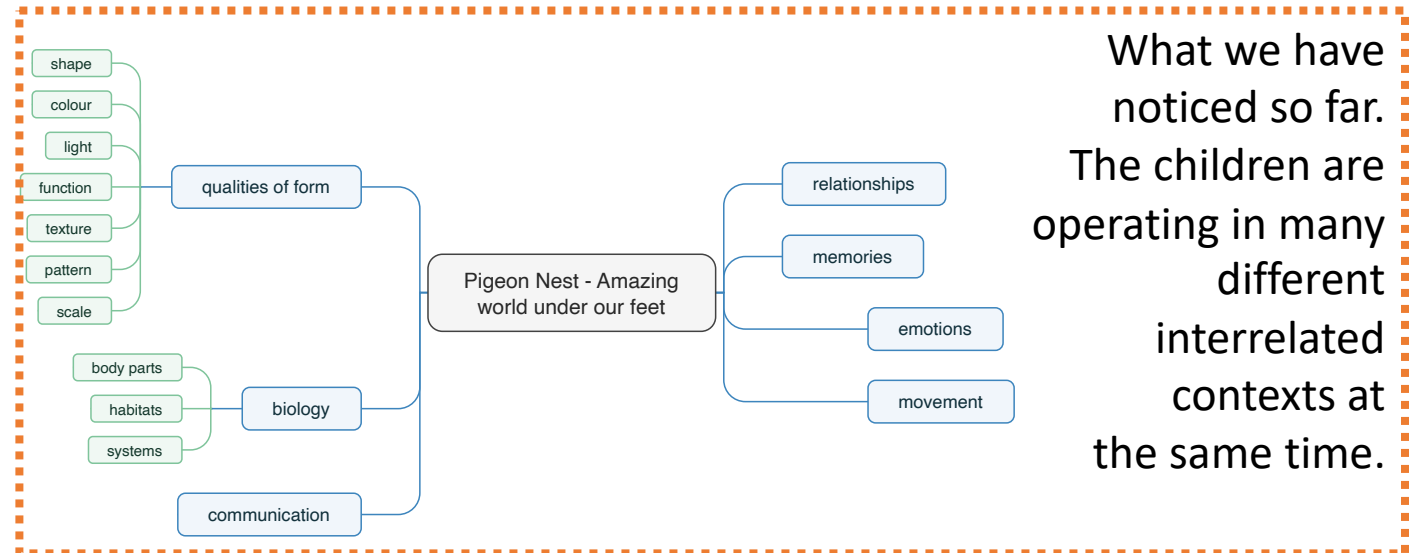 shape
colour
light
function
texture
pattern
scale
qualities of form
body parts
habitats
systems
biology
communication
Pigeon Nest - Amazing
world under our feet
relationships
memories
emotions
movement
What we have
noticed so far.
The children are
operating in many
different
interrelated
contexts at
the same time.